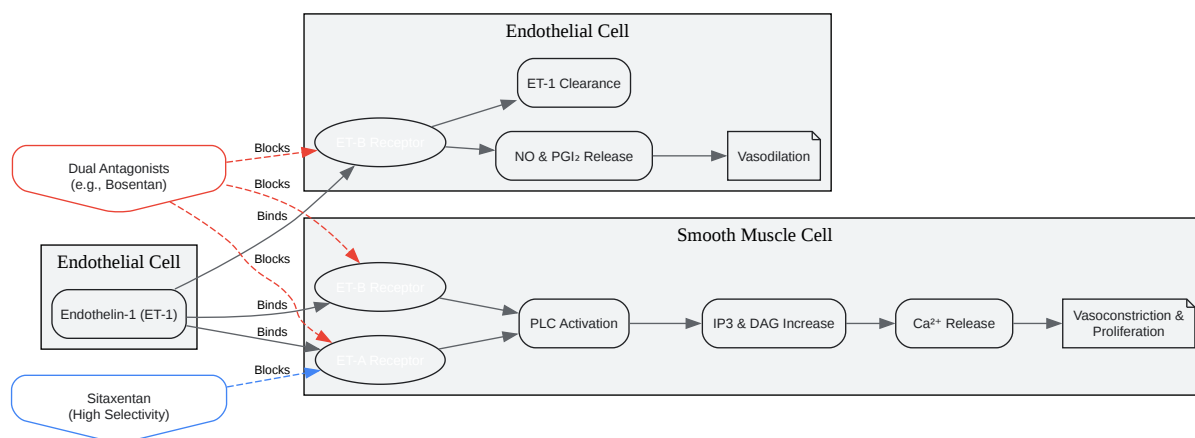 Endothelial Cell
ET-1 Clearance
ET-B Receptor
NO & PGI₂ Release
Vasodilation
Blocks
Dual Antagonists
(e.g., Bosentan)
Blocks
Binds
Smooth Muscle Cell
Endothelial Cell
Blocks
ET-B Receptor
Endothelin-1 (ET-1)
Binds
PLC Activation
IP3 & DAG Increase
Ca²⁺ Release
Vasoconstriction &
Proliferation
Binds
ET-A Receptor
Blocks
Sitaxentan
(High Selectivity)